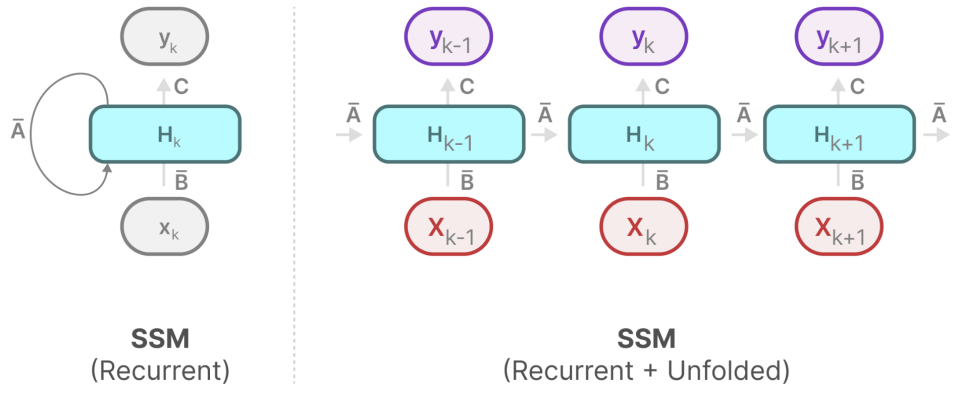 yk
C
Ā
Hk
B̄
xk
SSM
(Recurrent)
yk-1 yk yk+1
C C C
Ā Ā Ā Ā
Hk-1 Hk Hk+1
B̄ B̄ B̄
Xk-1 Xk Xk+1
SSM
(Recurrent + Unfolded)